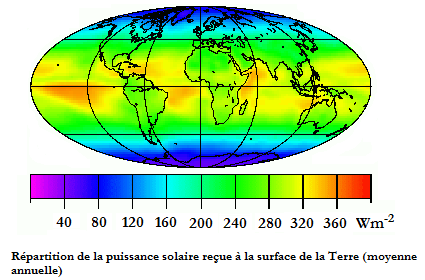 40 80 120 160 200 240 280 320 360 Wm-2
Répartition de la puissance solaire reçue à la surface de la Terre (moyenne
annuelle)